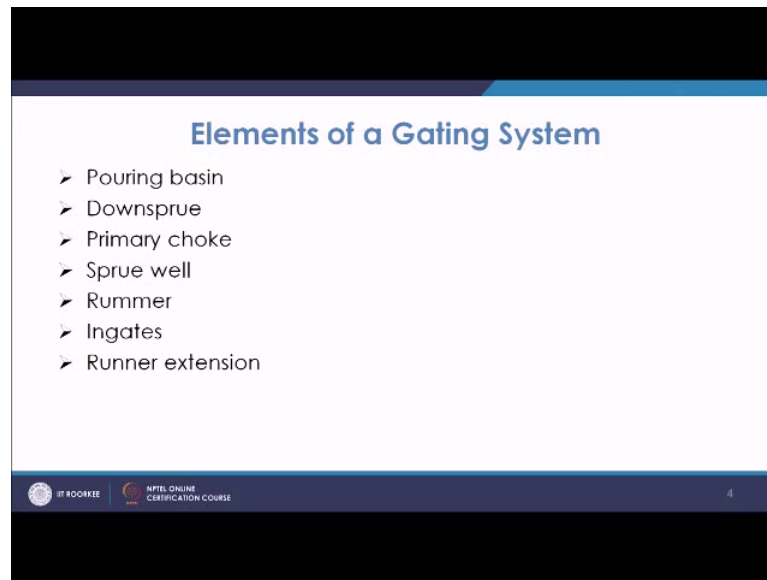 Elements of a Gating System
➢ Pouring basin
➢ Downsprue
➢ Primary choke
➢ Sprue well
➢ Rummer
➢ Ingates
➢ Runner extension
IIT ROORKEE
NPTEL ONLINE
CERTIFICATION COURSE
4